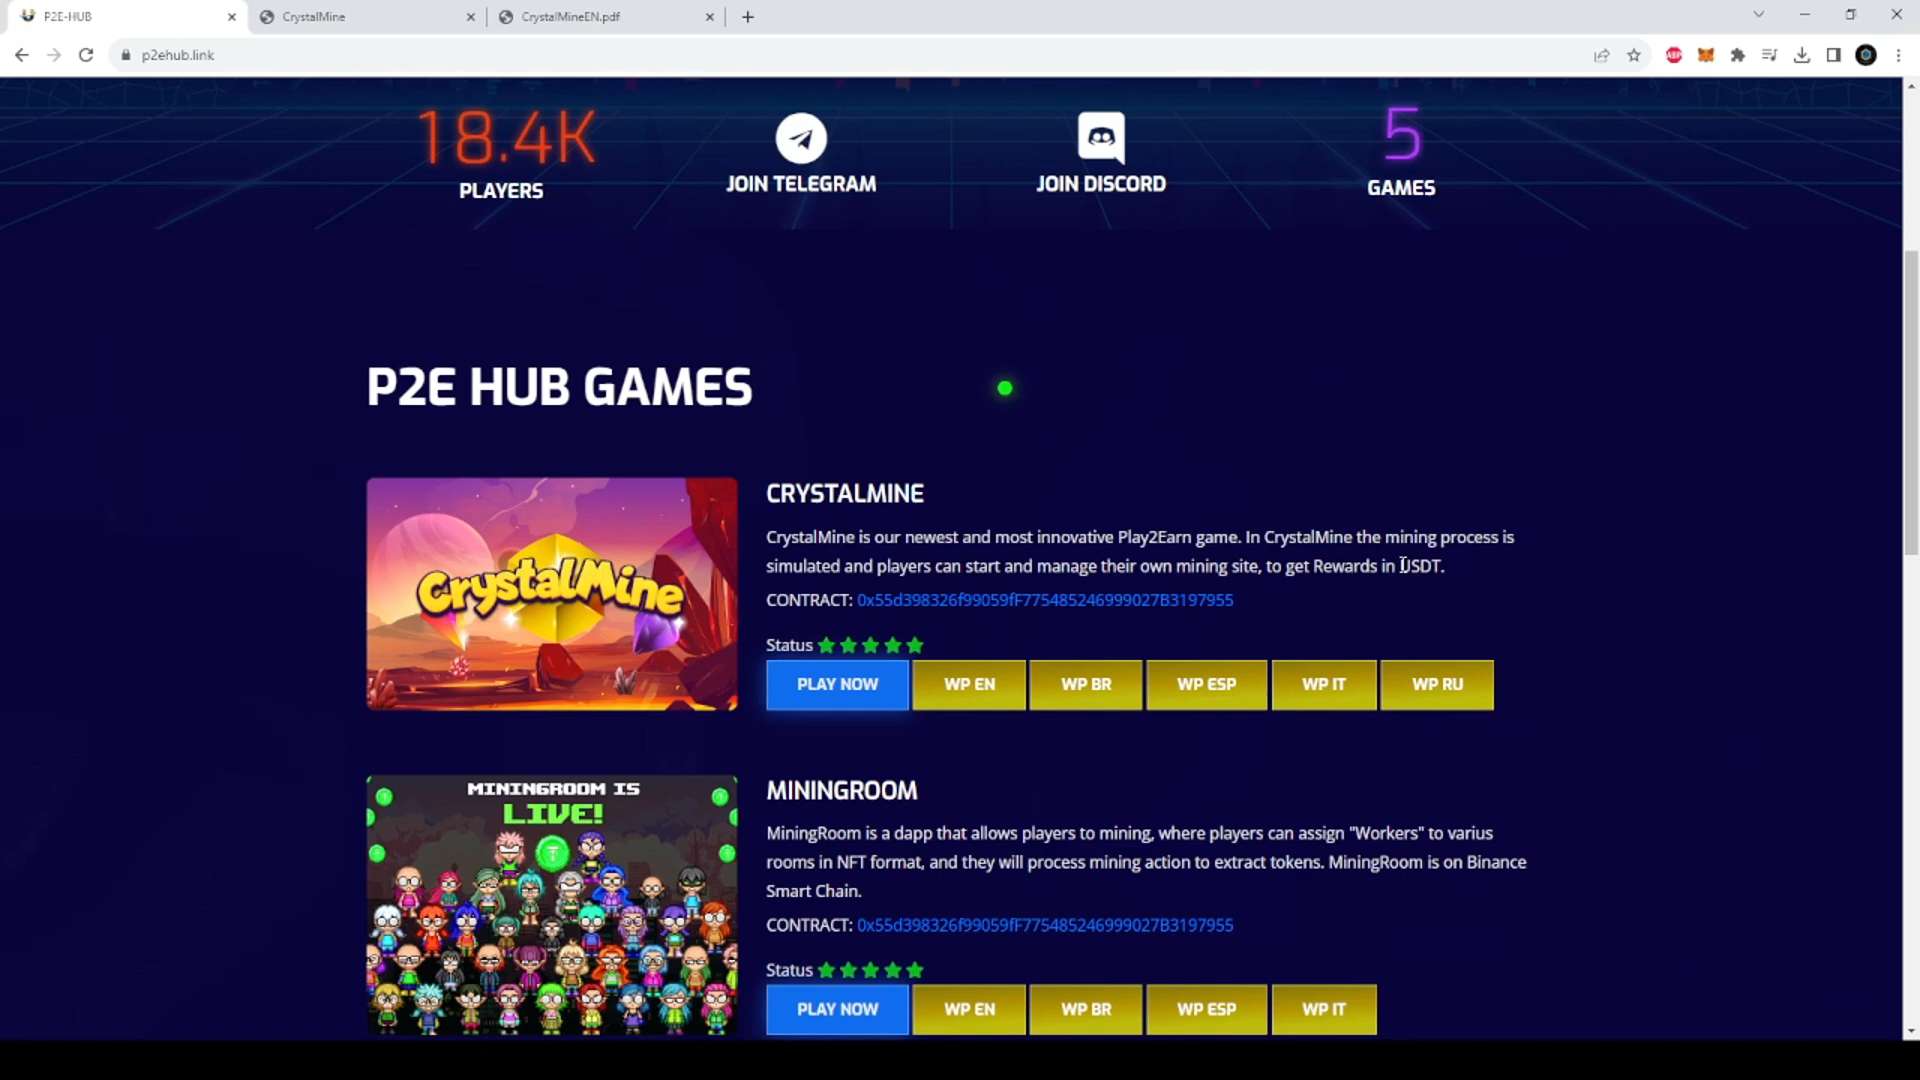 P2E-HUB
CrystalMine
CrystalMineEN.pdf
p2ehub.link
ABP
18.4K
PLAYERS
JOIN TELEGRAM
JOIN DISCORD
5
GAMES
P2E HUB GAMES
CrystalMine
CRYSTALMINE
CrystalMine is our newest and most innovative Play2Earn game. In CrystalMine the mining process is
simulated and players can start and manage their own mining site, to get Rewards in USDT.
CONTRACT: 0x55d398326f99059fF775485246999027B3197955
Status
PLAY NOW
WP EN
WP BR
WP ESP
WP IT
WP RU
MININGROOM IS
LIVE!
MININGROOM
MiningRoom is a dapp that allows players to mining, where players can assign "Workers" to varius
rooms in NFT format, and they will process mining action to extract tokens. MiningRoom is on Binance
Smart Chain.
CONTRACT: 0x55d398326f99059fF775485246999027B3197955
Status
PLAY NOW
WP EN
WP BR
WP ESP
WP IT